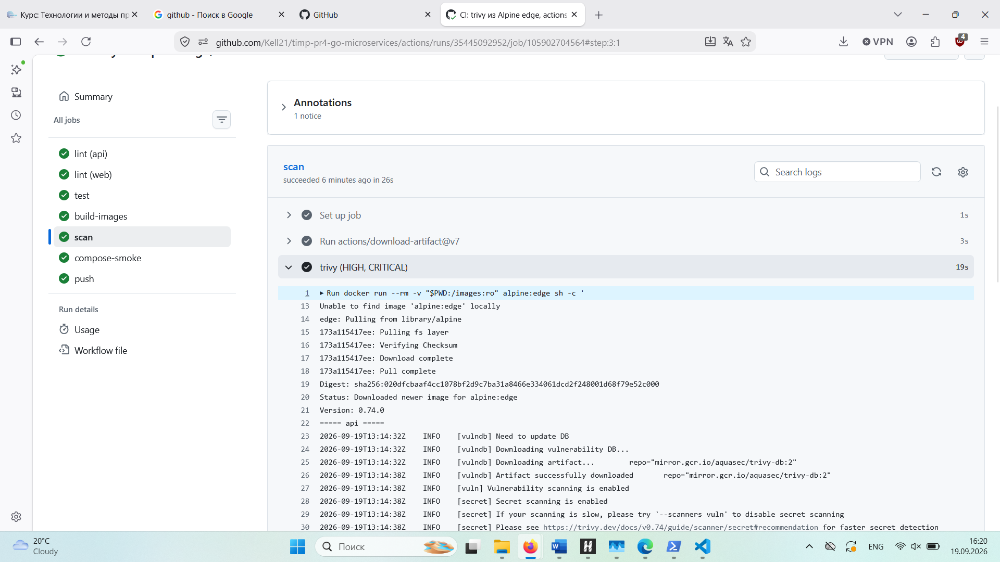 Курс: Технологии и методы пр
github - Поиск в Google
GitHub
CI: trivy из Alpine edge, actions
github.com/Kell21/timp-pr4-go-microservices/actions/runs/35445092952/job/105902704564#step:3:1
VPN
4
Summary
All jobs
lint (api)
lint (web)
test
build-images
scan
compose-smoke
push
Run details
Usage
Workflow file
Annotations
1 notice
scan
succeeded 6 minutes ago in 26s
Search logs
Set up job
1s
Run actions/download-artifact@v7
3s
trivy (HIGH, CRITICAL)
19s
1 Run docker run --rm -v "$PWD:/images:ro" alpine:edge sh -c '
13 Unable to find image 'alpine:edge' locally
14 edge: Pulling from library/alpine
15 173a115417ee: Pulling fs layer
16 173a115417ee: Verifying Checksum
17 173a115417ee: Download complete
18 173a115417ee: Pull complete
19 Digest: sha256:020dfcbaaf4cc1078bf2d9c7ba31a8466e334061dcd2f248001d68f79e52c000
20 Status: Downloaded newer image for alpine:edge
21 Version: 0.74.0
22 ===== api =====
23 2026-09-19T13:14:32Z INFO [vulndb] Need to update DB
24 2026-09-19T13:14:32Z INFO [vulndb] Downloading vulnerability DB...
25 2026-09-19T13:14:32Z INFO [vulndb] Downloading artifact... repo="mirror.gcr.io/aquasec/trivy-db:2"
26 2026-09-19T13:14:38Z INFO [vulndb] Artifact successfully downloaded repo="mirror.gcr.io/aquasec/trivy-db:2"
27 2026-09-19T13:14:38Z INFO [vuln] Vulnerability scanning is enabled
28 2026-09-19T13:14:38Z INFO [secret] Secret scanning is enabled
29 2026-09-19T13:14:38Z INFO [secret] If your scanning is slow, please try '--scanners vuln' to disable secret scanning
30 2026-09-19T13:14:38Z INFO [secret] Please see https://trivy.dev/docs/v0.74/guide/scanner/secret#recommendation for faster secret detection
20°C
Cloudy
Поиск
ENG
16:20
19.09.2026